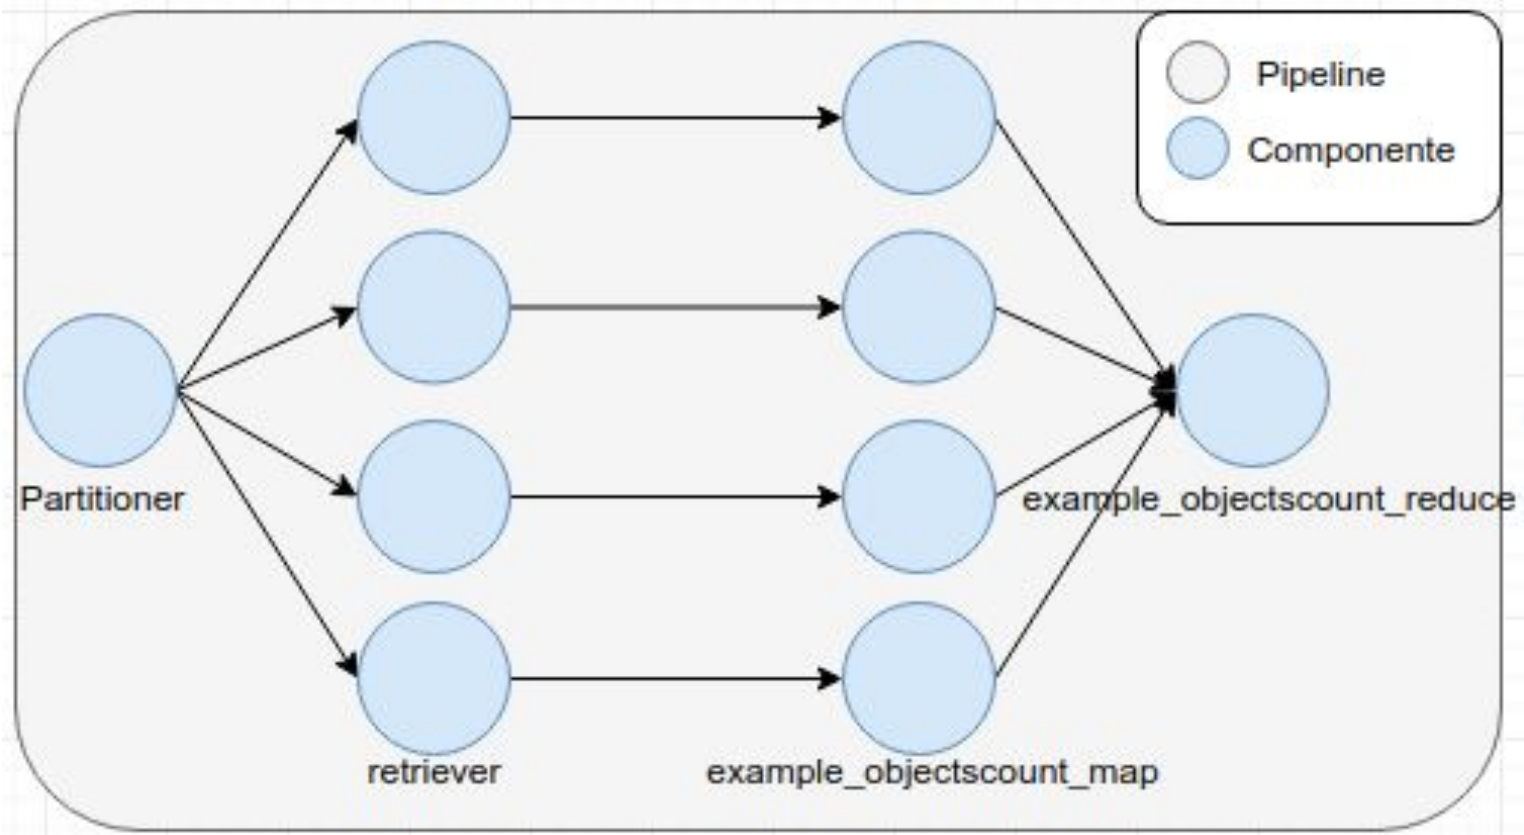 Pipeline
Componente
Partitioner
example_objectscount_reduce
retriever
example_objectscount_map